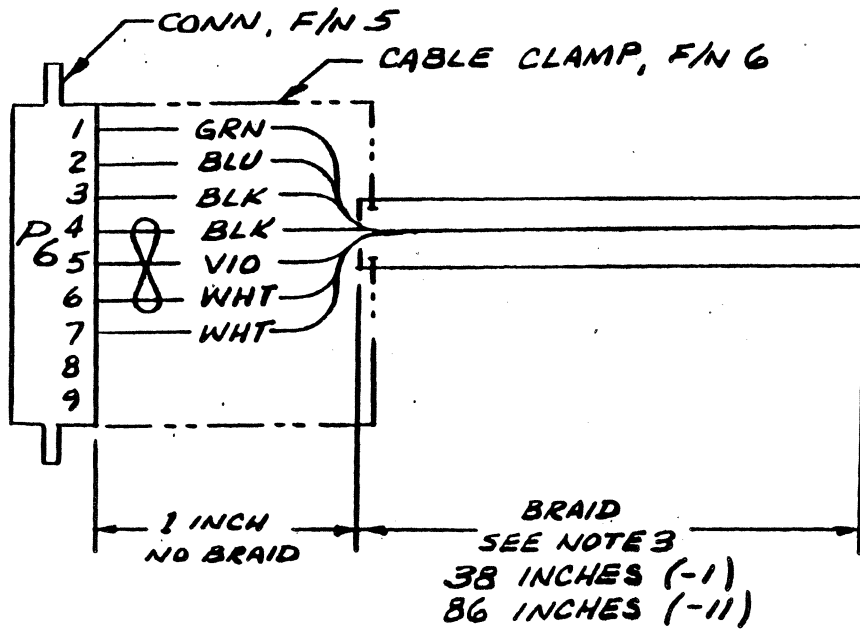 CONN, F/N 5
CABLE CLAMP, F/N 6
1 GRN
2 BLU
3 BLK
P6 4 BLK
5 VIO
6 WHT
7 WHT
8
9
1 INCH
NO BRAID
BRAID
SEE NOTE 3
38 INCHES (-1)
86 INCHES (-11)